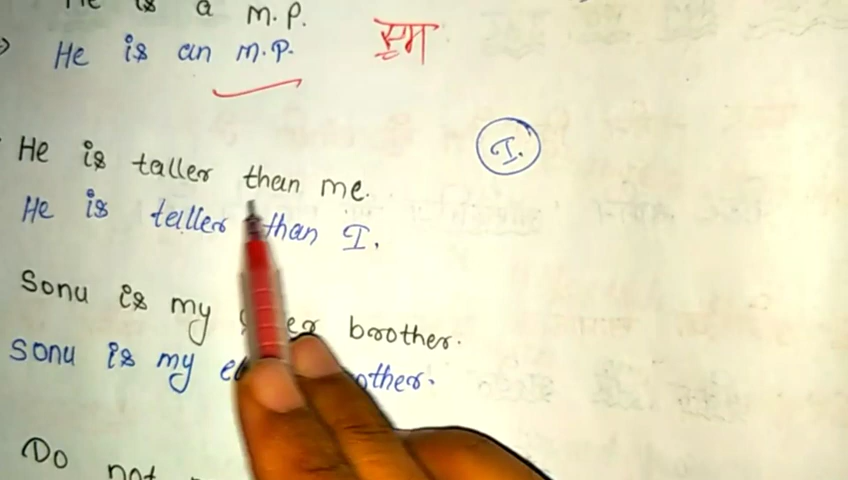 is a M.P.
He is an M.P.
एम
He is taller than me.
I.
He is taller than I.
Sonu is my brother.
Sonu is my
Do not